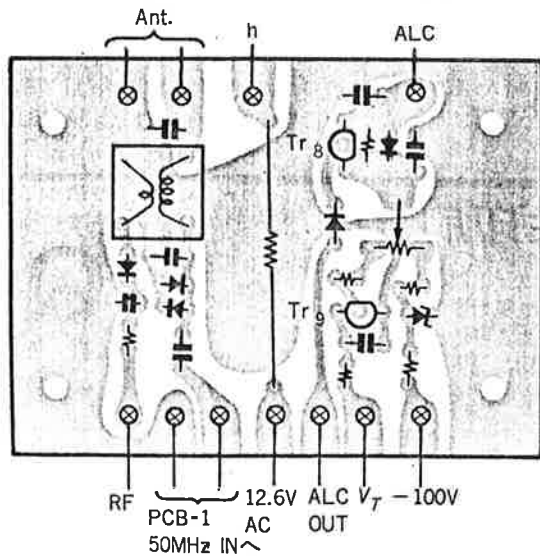 Ant. h ALC
Tr8
Tr9
RF PCB-1 12.6V ALC VT −100V
AC OUT
50MHz IN~